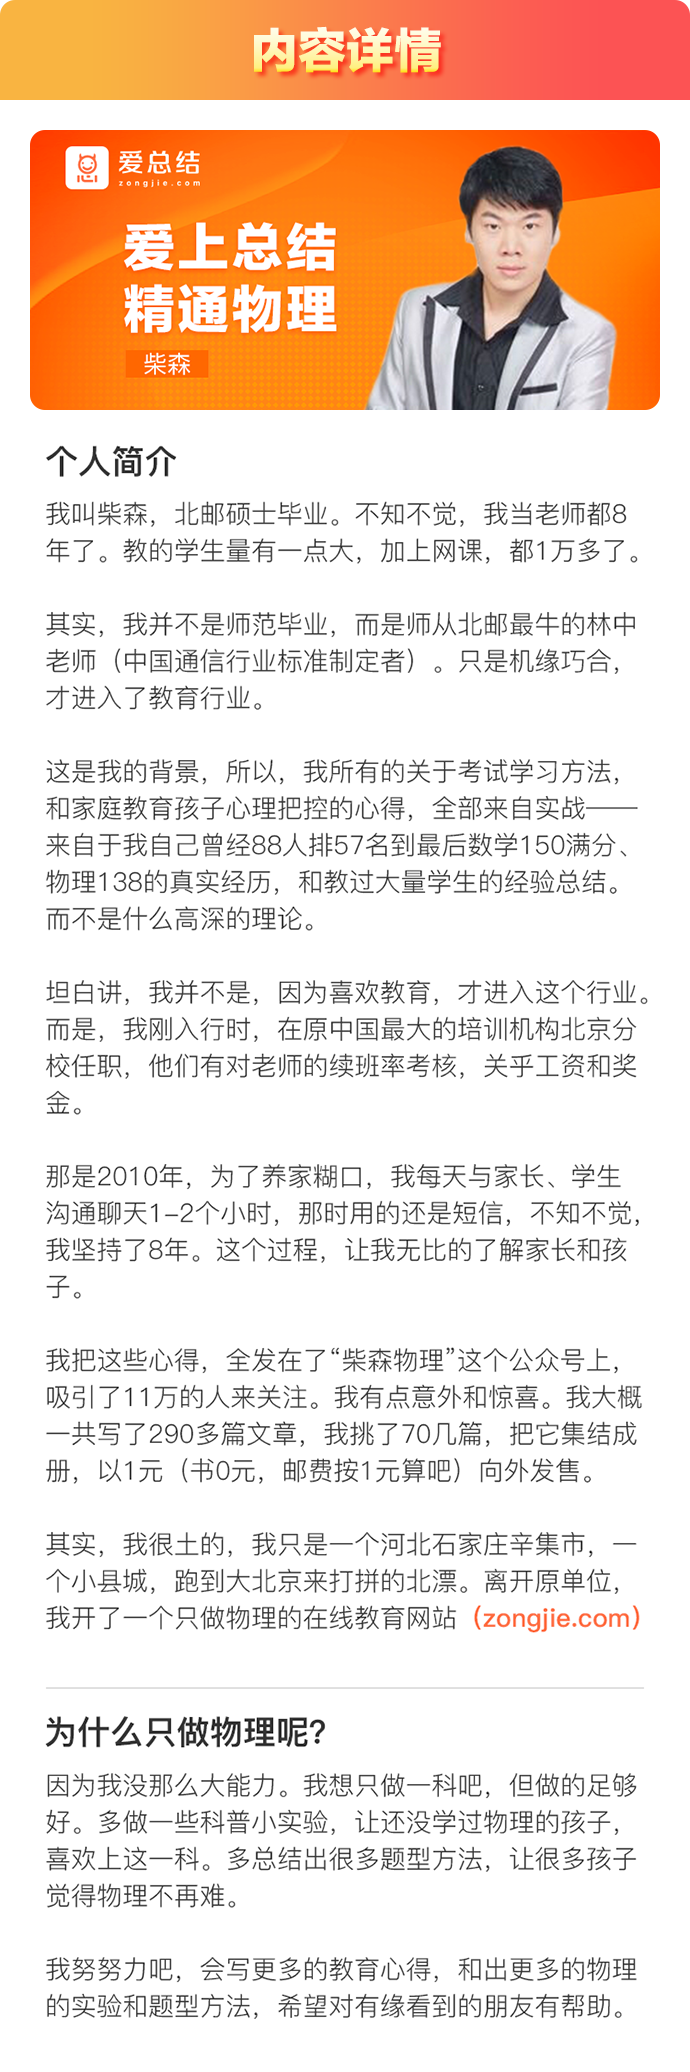 内容详情
爱总结
zongjie.com
爱上总结
精通物理
柴森
个人简介
我叫柴森，北邮硕士毕业。不知不觉，我当老师都8
年了。教的学生量有一点大，加上网课，都1万多了。
其实，我并不是师范毕业，而是师从北邮最牛的林中
老师（中国通信行业标准制定者）。只是机缘巧合，
才进入了教育行业。
这是我的背景，所以，我所有的关于考试学习方法，
和家庭教育孩子心理把控的心得，全部来自实战——
来自于我自己曾经88人排57名到最后数学150满分、
物理138的真实经历，和教过大量学生的经验总结。
而不是什么高深的理论。
坦白讲，我并不是，因为喜欢教育，才进入这个行业。
而是，我刚入行时，在原中国最大的培训机构北京分
校任职，他们有对老师的续班率考核，关乎工资和奖
金。
那是2010年，为了养家糊口，我每天与家长、学生
沟通聊天1-2个小时，那时用的还是短信，不知不觉，
我坚持了8年。这个过程，让我无比的了解家长和孩
子。
我把这些心得，全发在了“柴森物理”这个公众号上，
吸引了11万的人来关注。我有点意外和惊喜。我大概
一共写了290多篇文章，我挑了70几篇，把它集结成
册，以1元（书0元，邮费按1元算吧）向外发售。
其实，我很土的，我只是一个河北石家庄辛集市，一
个小县城，跑到大北京来打拼的北漂。离开原单位，
我开了一个只做物理的在线教育网站（zongjie.com）
为什么只做物理呢？
因为我没那么大能力。我想只做一科吧，但做的足够
好。多做一些科普小实验，让还没学过物理的孩子，
喜欢上这一科。多总结出很多题型方法，让很多孩子
觉得物理不再难。
我努努力吧，会写更多的教育心得，和出更多的物理
的实验和题型方法，希望对有缘看到的朋友有帮助。